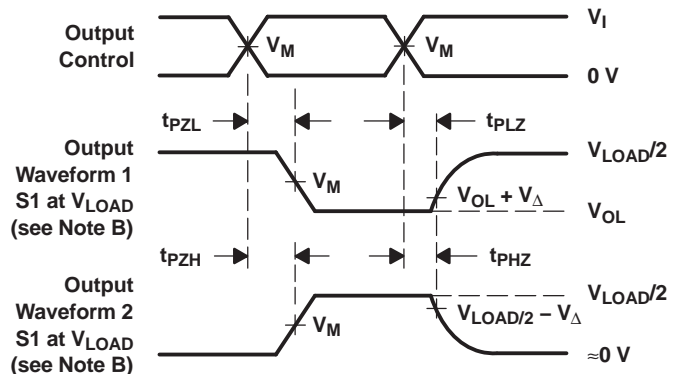 Output
Control
V_M
V_M
V_I
0 V
t_PZL
t_PLZ
Output
Waveform 1
S1 at V_LOAD
(see Note B)
V_M
V_OL + V_Δ
V_LOAD/2
V_OL
t_PZH
t_PHZ
Output
Waveform 2
S1 at V_LOAD
(see Note B)
V_M
V_LOAD/2 − V_Δ
V_LOAD/2
≈0 V